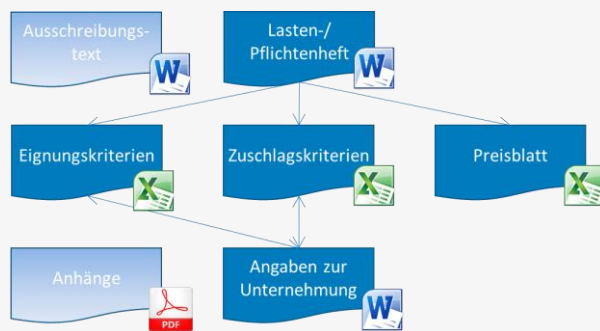 Ausschreibungs-
text
Lasten-/
Pflichtenheft
Eignungskriterien
Zuschlagskriterien
Preisblatt
Anhänge
PDF
Angaben zur
Unternehmung